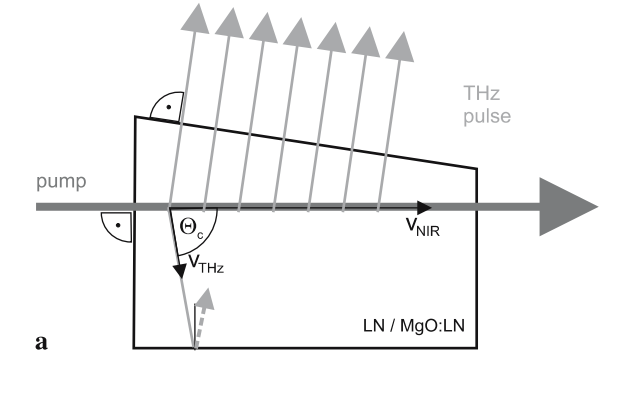 THz
pulse
pump
Θc
vNIR
vTHz
LN / MgO:LN
a